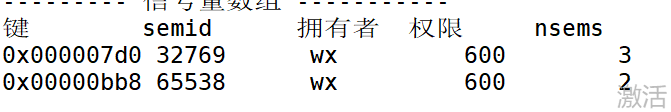 --------- 信号量数组 -----------
键 semid 拥有者 权限 nsems
0x000007d0 32769 wx 600 3
0x00000bb8 65538 wx 600 2
激活